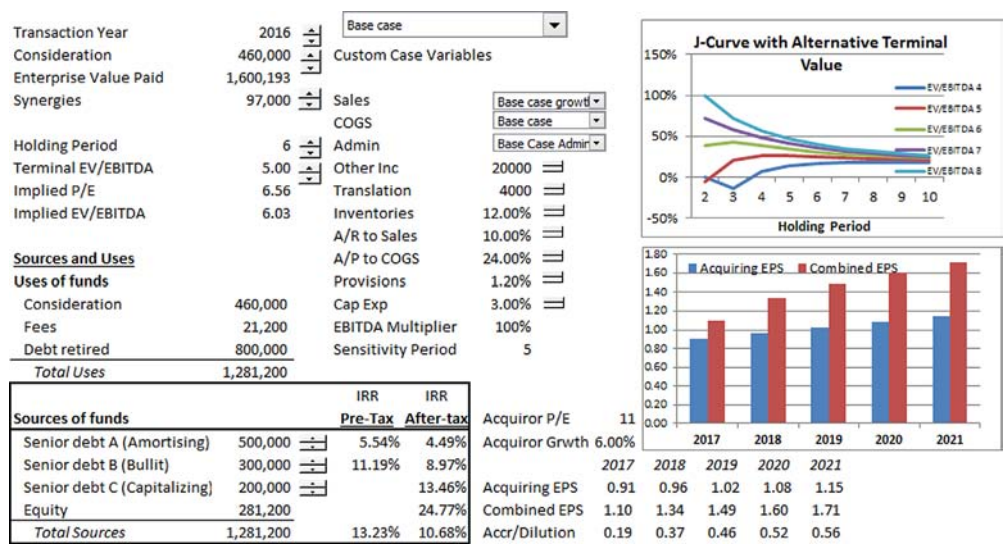 Transaction Year 2016
Consideration 460,000
Enterprise Value Paid 1,600,193
Synergies 97,000
Holding Period 6
Terminal EV/EBITDA 5.00
Implied P/E 6.56
Implied EV/EBITDA 6.03
Sources and Uses
Uses of funds
Consideration 460,000
Fees 21,200
Debt retired 800,000
Total Uses 1,281,200
Base case
Custom Case Variables
Sales Base case growtl
COGS Base case
Admin Base Case Admir
Other Inc 20000
Translation 4000
Inventories 12.00%
A/R to Sales 10.00%
A/P to COGS 24.00%
Provisions 1.20%
Cap Exp 3.00%
EBITDA Multiplier 100%
Sensitivity Period 5
J-Curve with Alternative Terminal
Value
150%
100%
50%
0%
-50%
EV/EBITDA 4
EV/EBITDA 5
EV/EBITDA 6
EV/EBITDA 7
EV/EBITDA 8
2 3 4 5 6 7 8 9 10
Holding Period
Acquiring EPS Combined EPS
1.80
1.60
1.40
1.20
1.00
0.80
0.60
0.40
0.20
0.00
2017 2018 2019 2020 2021
IRR IRR
Sources of funds Pre-Tax After-tax
Senior debt A (Amortising) 500,000 5.54% 4.49%
Senior debt B (Bullit) 300,000 11.19% 8.97%
Senior debt C (Capitalizing) 200,000 13.46%
Equity 281,200 24.77%
Total Sources 1,281,200 13.23% 10.68%
Acquiror P/E 11
Acquiror Grwth 6.00%
2017 2018 2019 2020 2021
Acquiring EPS 0.91 0.96 1.02 1.08 1.15
Combined EPS 1.10 1.34 1.49 1.60 1.71
Accr/Dilution 0.19 0.37 0.46 0.52 0.56